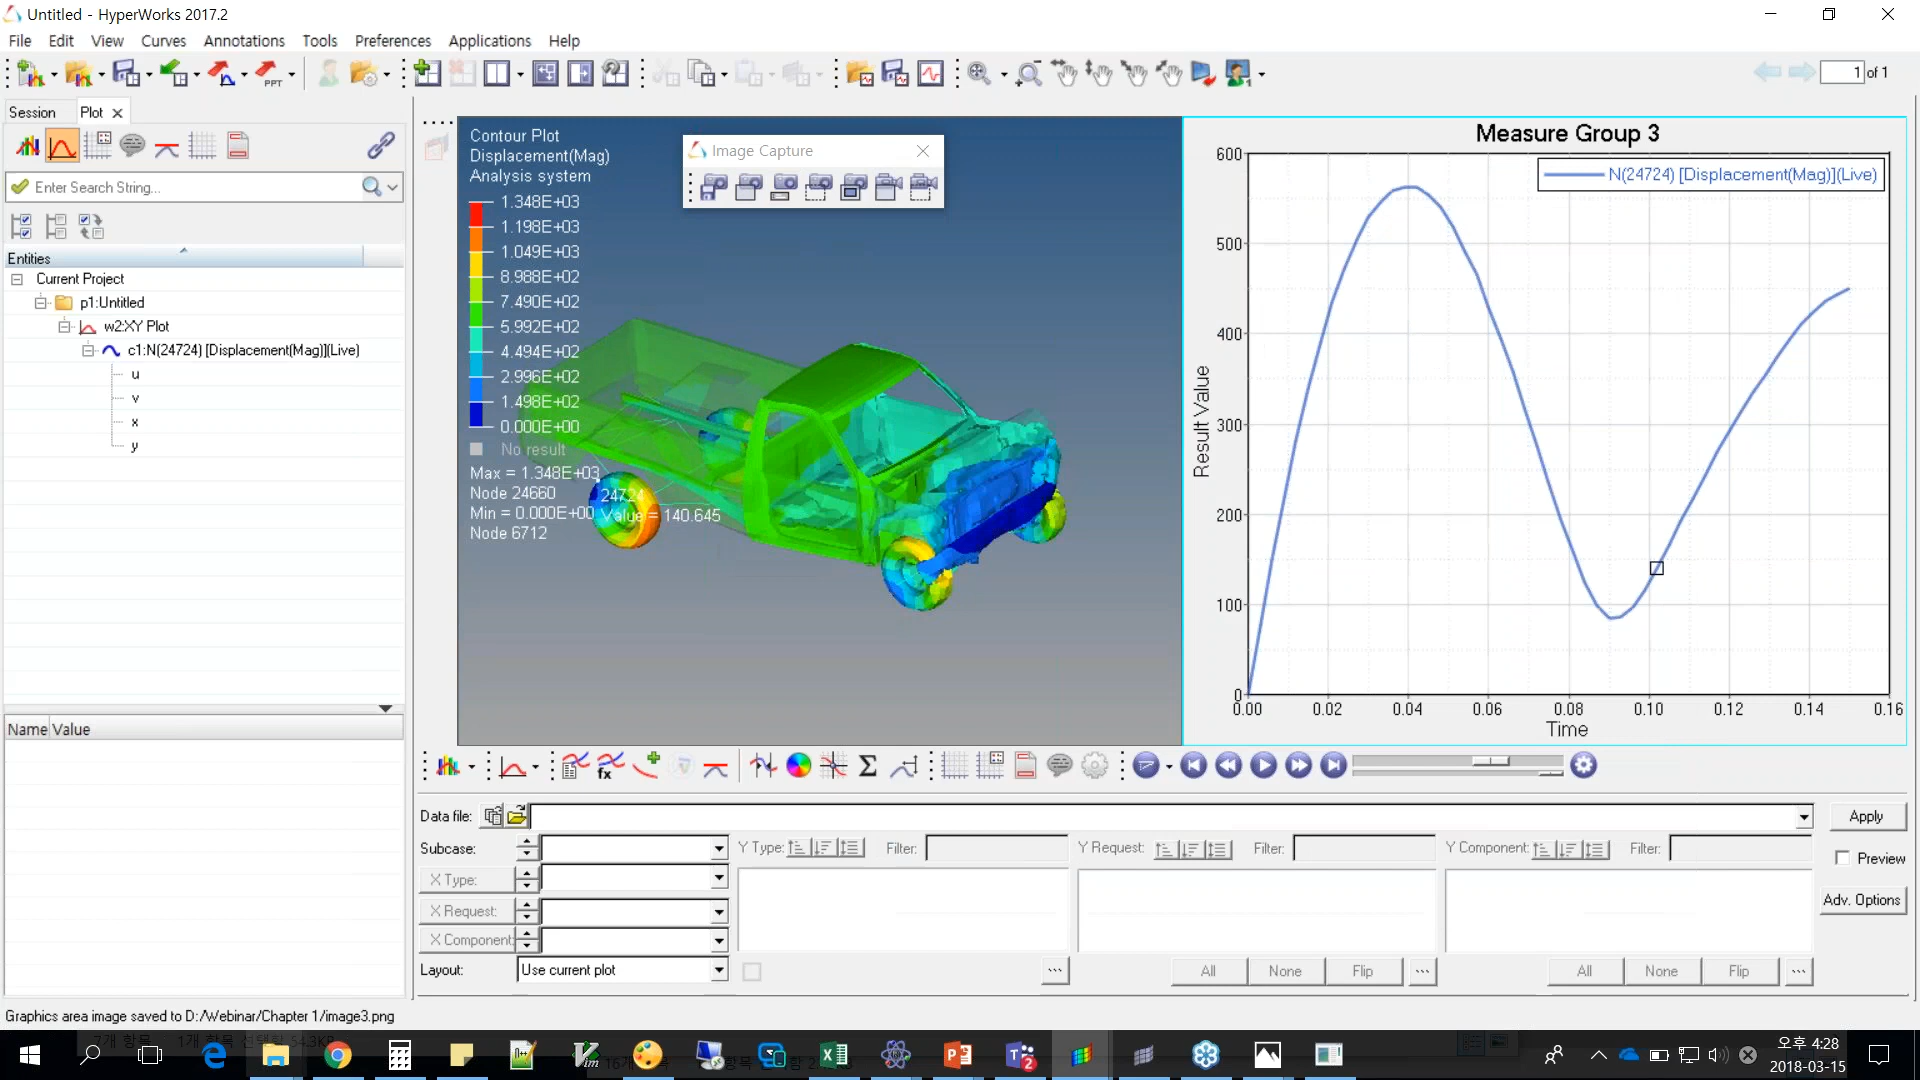 Untitled - HyperWorks 2017.2
File Edit View Curves Annotations Tools Preferences Applications Help
PPT
1 of 1
Session Plot
Enter Search String...
Entities
Current Project
p1:Untitled
w2:XY Plot
c1:N(24724) [Displacement(Mag)](Live)
u
v
x
y
Name Value
Contour Plot
Displacement(Mag)
Analysis system
1.348E+03
1.198E+03
1.049E+03
8.988E+02
7.490E+02
5.992E+02
4.494E+02
2.996E+02
1.498E+02
0.000E+00
No result
Max = 1.348E+03
Node 24660
Min = 0.000E+00
Node 6712
24724
Value = 140.645
Image Capture
Measure Group 3
N(24724) [Displacement(Mag)](Live)
Result Value
600
500
400
300
200
100
0
0.00 0.02 0.04 0.06 0.08 0.10 0.12 0.14 0.16
Time
fx
Σ
Data file:
Apply
Subcase:
Y Type:
Filter:
Y Request:
Filter:
Y Component:
Filter:
Preview
X Type:
X Request:
X Component:
Adv. Options
Layout: Use current plot
...
All None Flip ...
All None Flip ...
Graphics area image saved to D:/Webinar/Chapter 1/image3.png
오후 4:28
2018-03-15